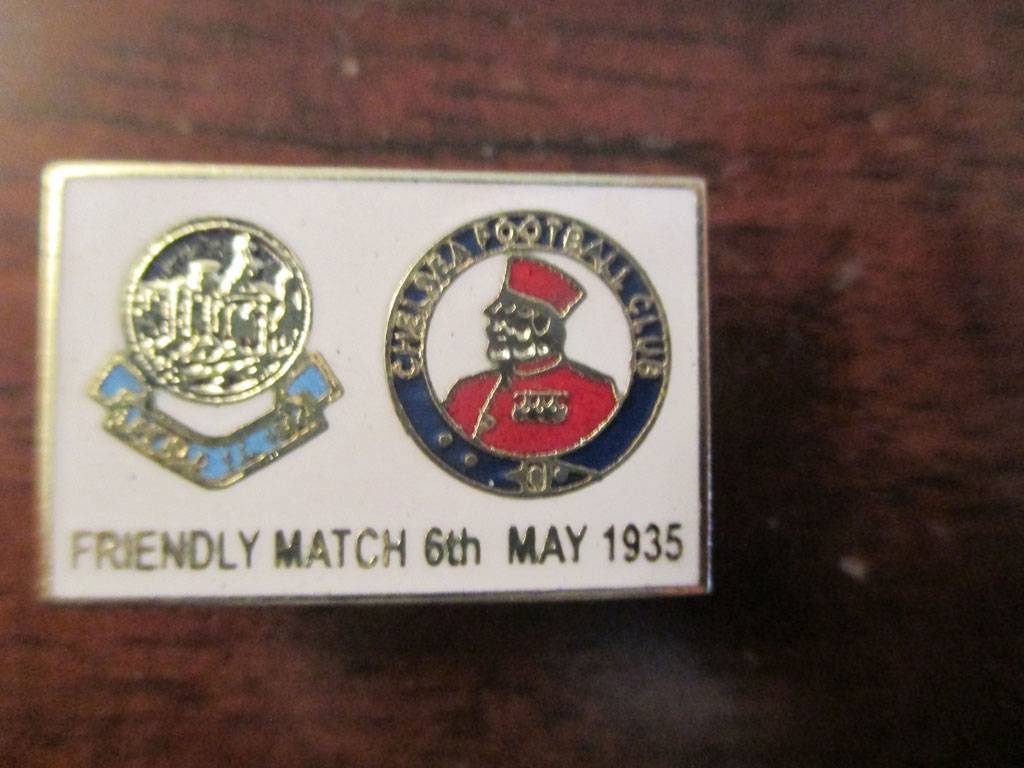 CHELSEA FOOTBALL CLUB
FRIENDLY MATCH 6th MAY 1935